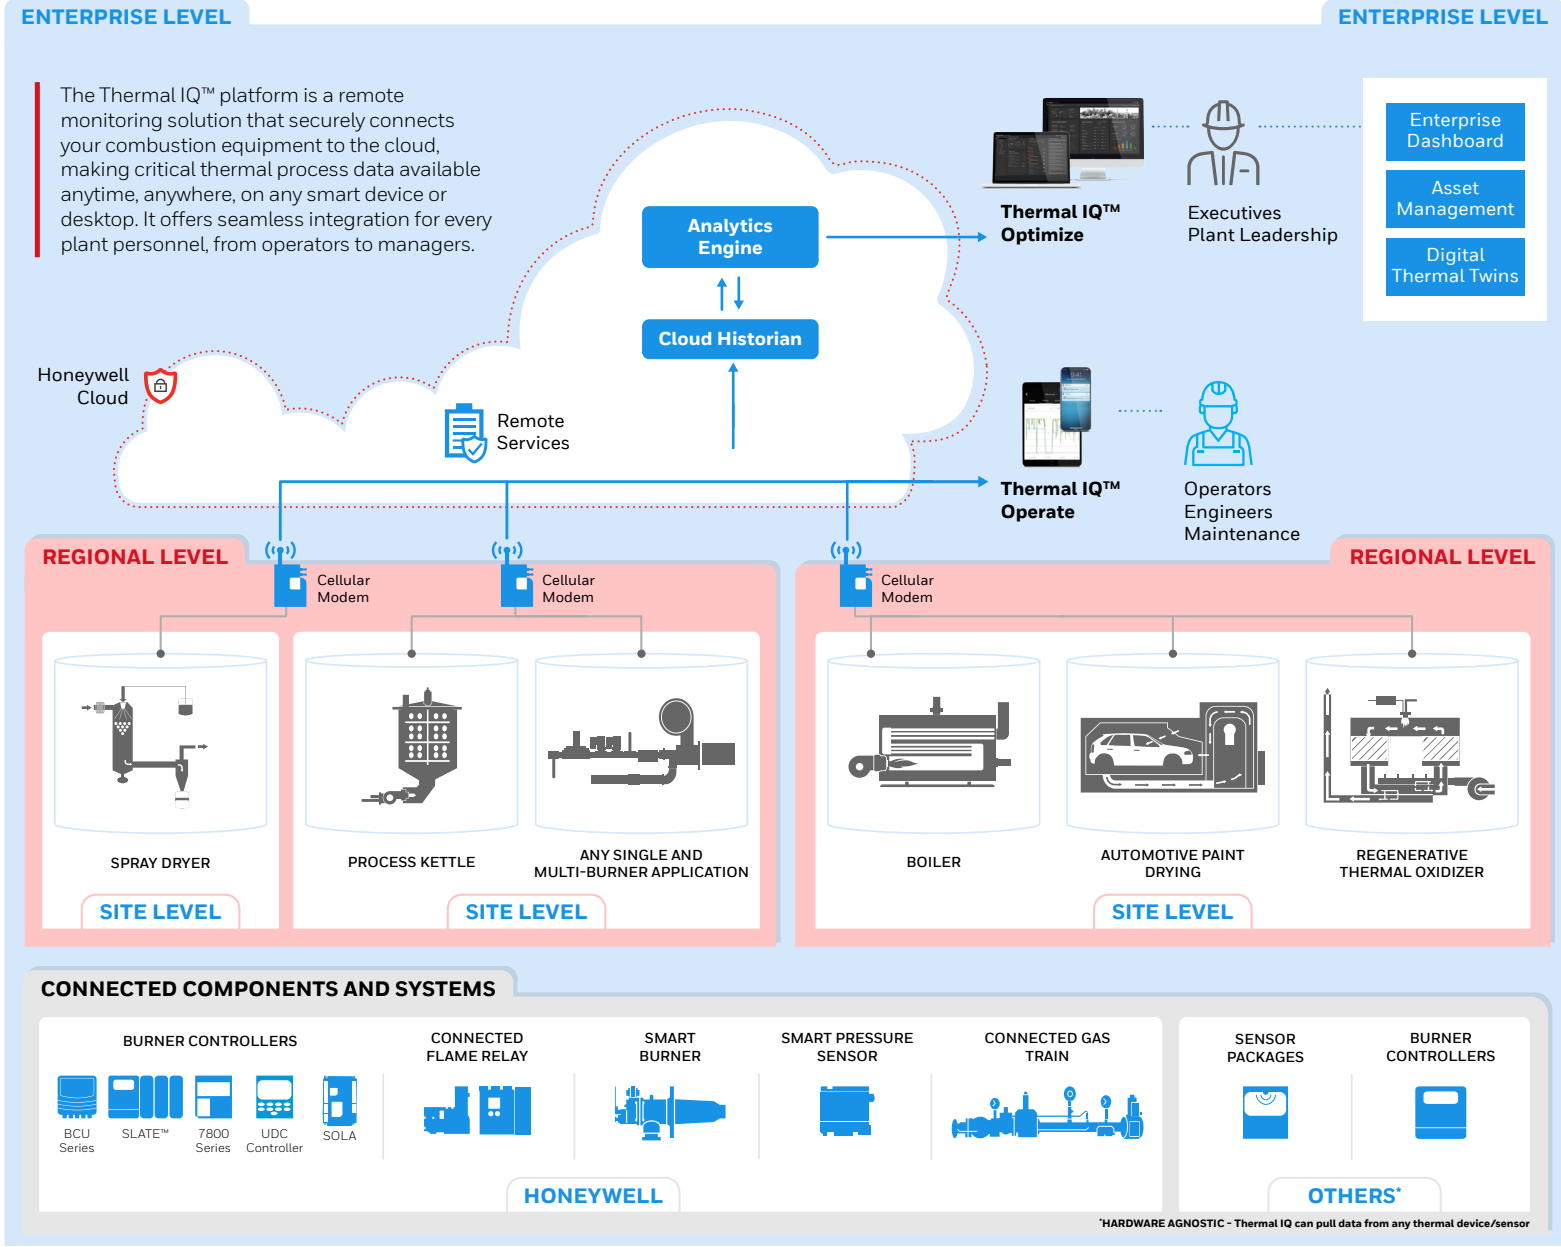 ENTERPRISE LEVEL
ENTERPRISE LEVEL
The Thermal IQ™ platform is a remote
monitoring solution that securely connects
your combustion equipment to the cloud,
making critical thermal process data available
anytime, anywhere, on any smart device or
desktop. It offers seamless integration for every
plant personnel, from operators to managers.
Analytics
Engine
Cloud Historian
Thermal IQ™
Optimize
Executives
Plant Leadership
Enterprise
Dashboard
Asset
Management
Digital
Thermal Twins
Honeywell
Cloud
Remote
Services
Thermal IQ™
Operate
Operators
Engineers
Maintenance
REGIONAL LEVEL
Cellular
Modem
Cellular
Modem
REGIONAL LEVEL
Cellular
Modem
SPRAY DRYER
SITE LEVEL
PROCESS KETTLE
ANY SINGLE AND
MULTI-BURNER APPLICATION
SITE LEVEL
BOILER
AUTOMOTIVE PAINT
DRYING
REGENERATIVE
THERMAL OXIDIZER
SITE LEVEL
CONNECTED COMPONENTS AND SYSTEMS
BURNER CONTROLLERS
BCU
Series
SLATE™
7800
Series
UDC
Controller
SOLA
CONNECTED
FLAME RELAY
SMART
BURNER
SMART PRESSURE
SENSOR
CONNECTED GAS
TRAIN
HONEYWELL
SENSOR
PACKAGES
BURNER
CONTROLLERS
OTHERS*
*HARDWARE AGNOSTIC - Thermal IQ can pull data from any thermal device/sensor